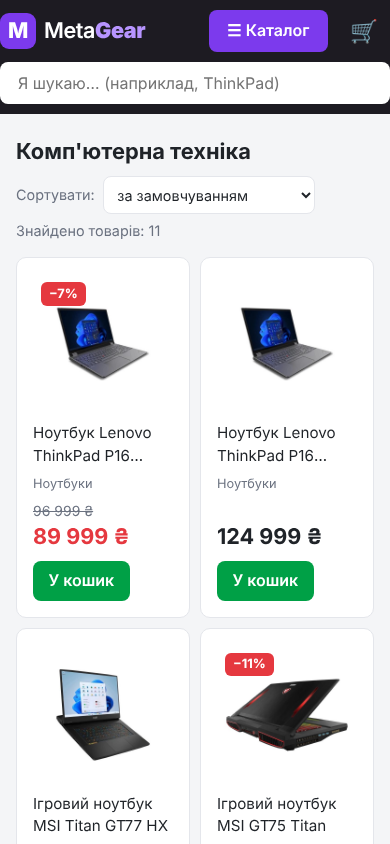 M MetaGear ☰ Каталог
Я шукаю... (наприклад, ThinkPad)
Комп'ютерна техніка
Сортувати: за замовчуванням
Знайдено товарів: 11
−7%
Ноутбук Lenovo
ThinkPad P16...
Ноутбуки
96 999 ₴
89 999 ₴
У кошик
Ноутбук Lenovo
ThinkPad P16...
Ноутбуки
124 999 ₴
У кошик
Ігровий ноутбук
MSI Titan GT77 HX
−11%
Ігровий ноутбук
MSI GT75 Titan